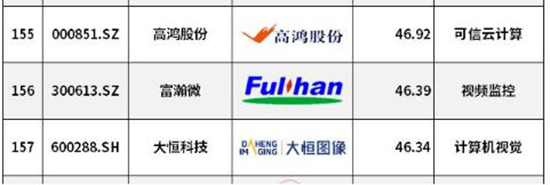 155 000851.SZ 高鸿股份 高鸿股份 46.92 可信云计算
156 300613.SZ 富瀚微 Fullhan 46.39 视频监控
157 600288.SH 大恒科技 DAHENG IMAGING 大恒图像 46.34 计算机视觉